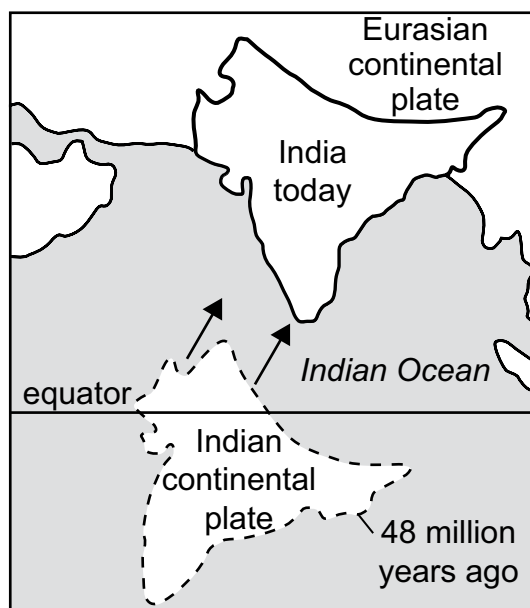 Eurasian
continental
plate
India
today
Indian Ocean
equator
Indian
continental
plate
48 million
years ago